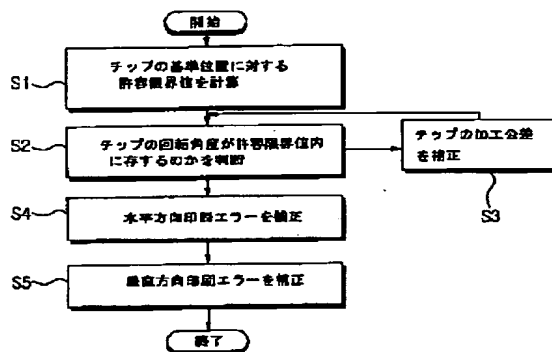 開始
S1
チップの基準位置に対する
許容限界値を計算
S2
チップの回転角度が許容限界値内
に存するのかを判断
チップの加工公差
を補正
S3
S4
水平方向印刷エラーを補正
S5
垂直方向印刷エラーを補正
終了